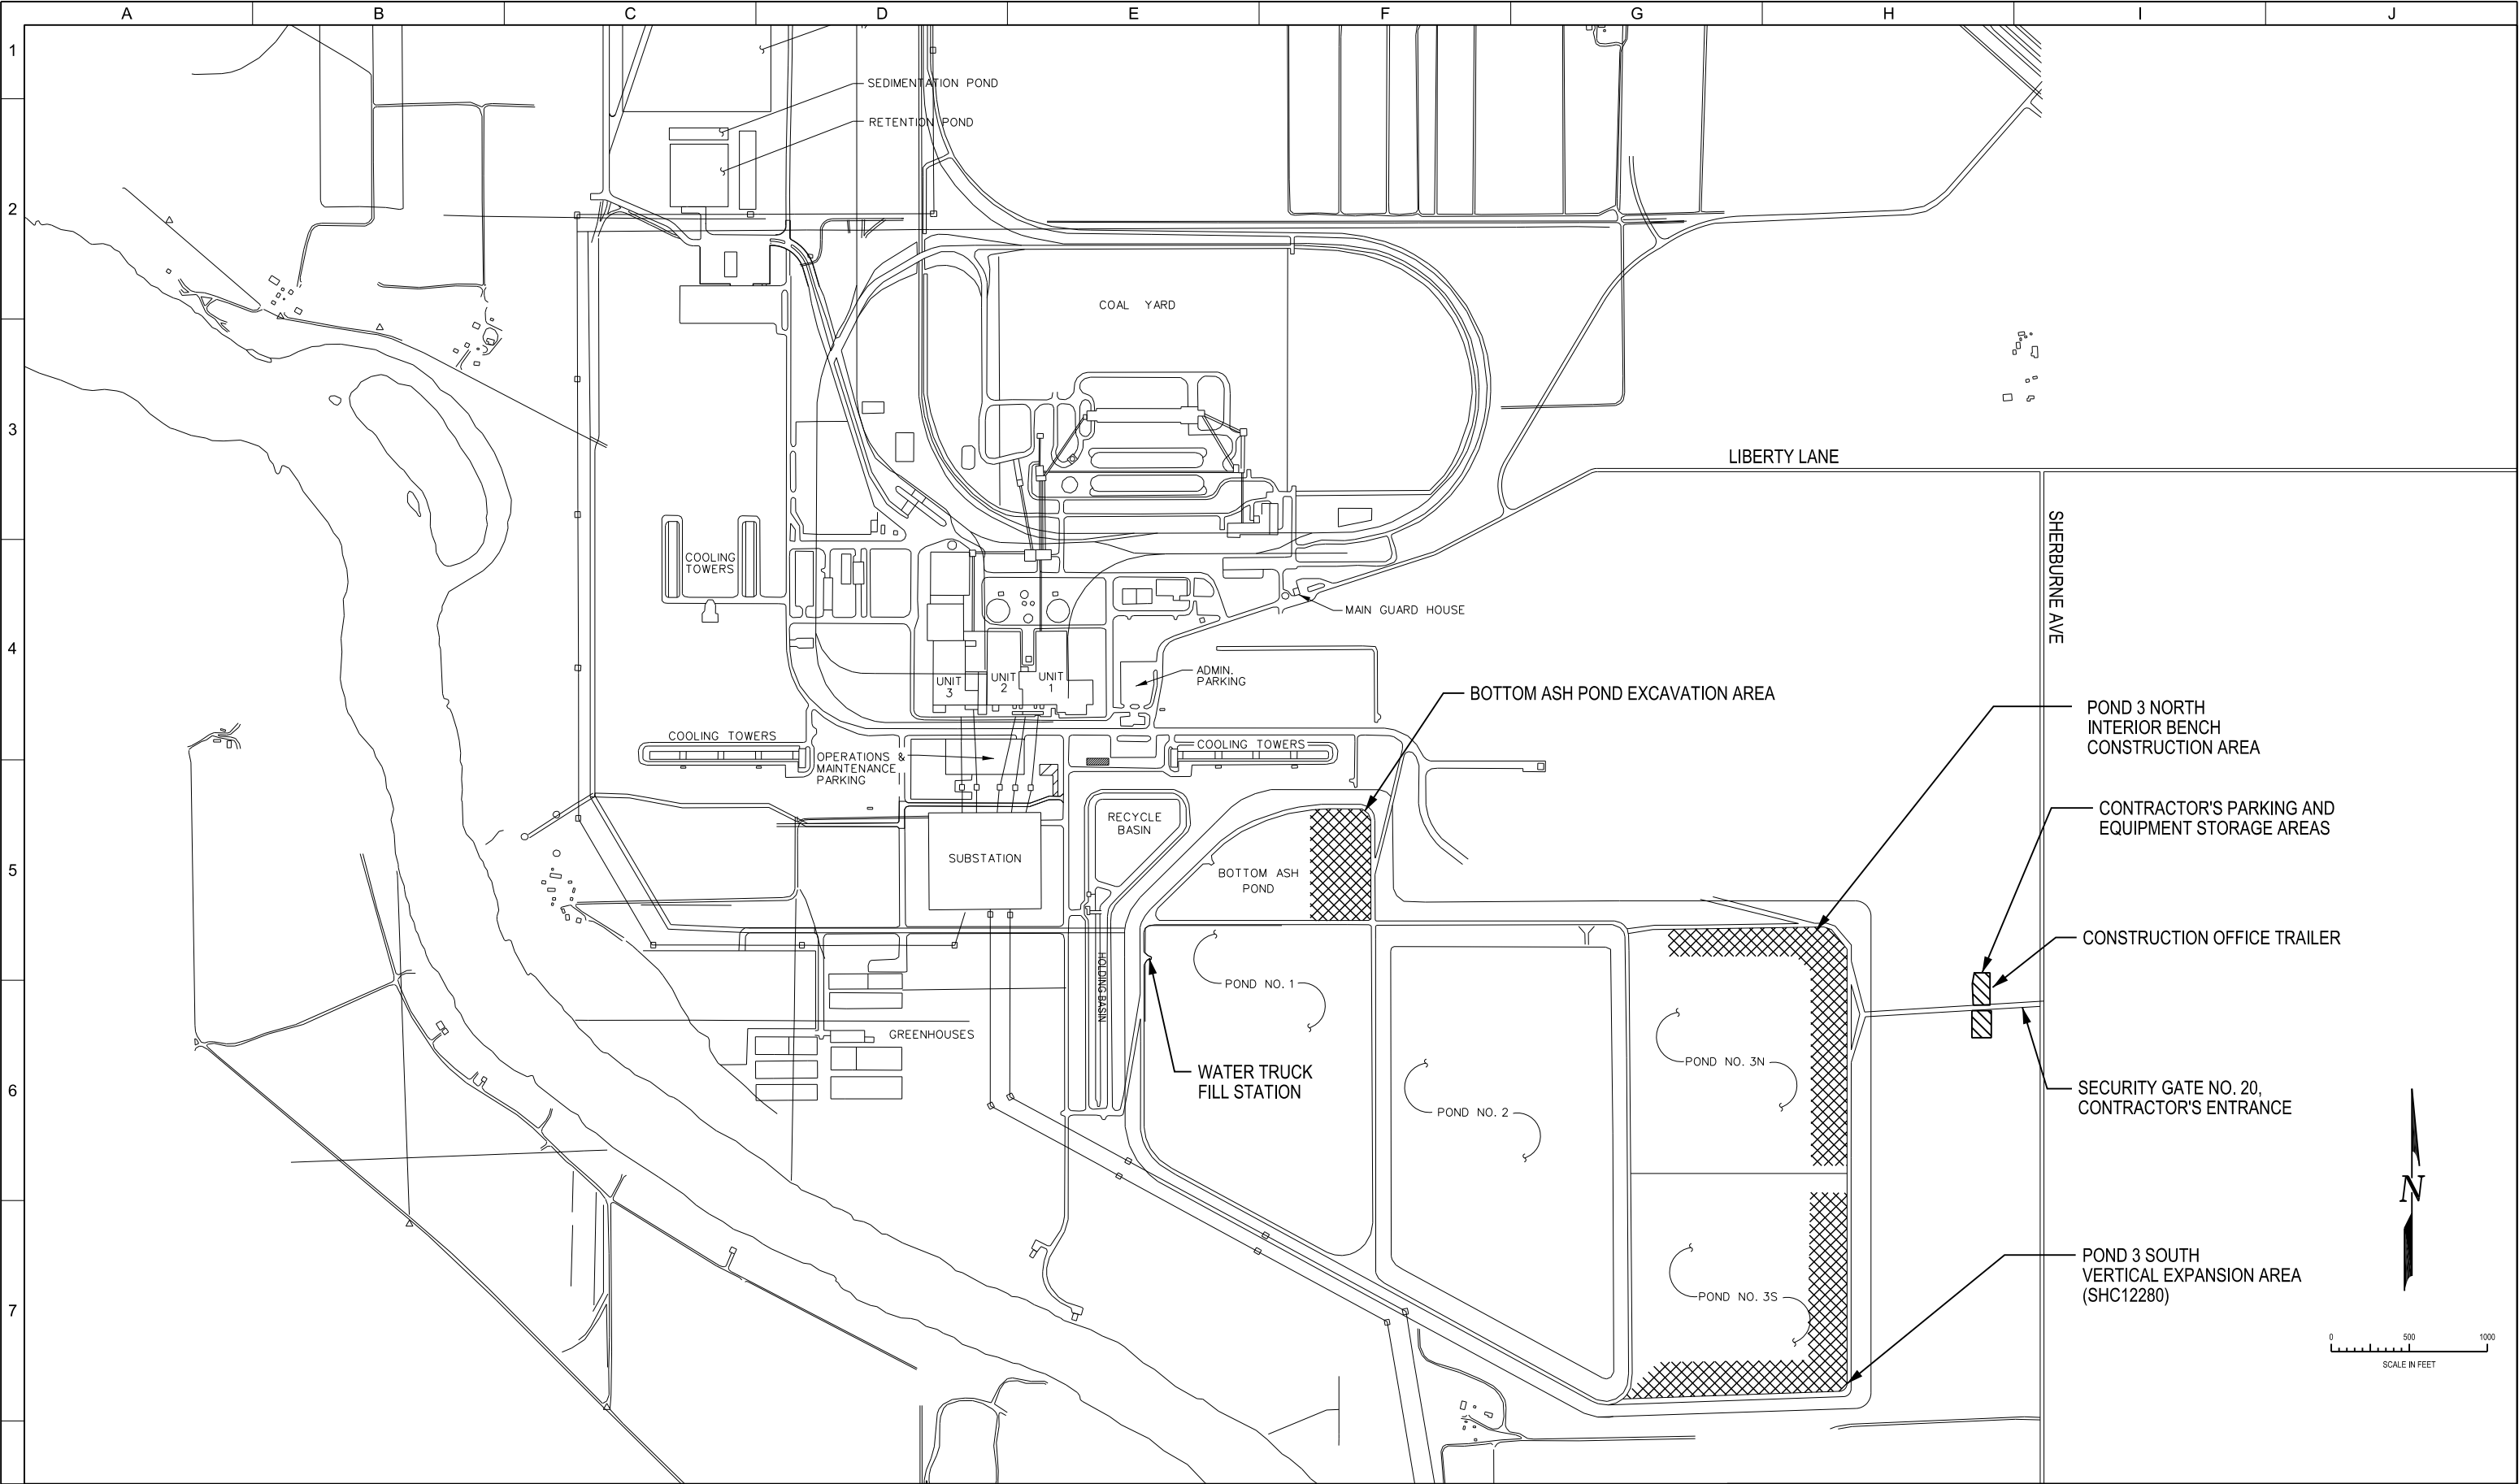 A B C D E F G H I J
1
SEDIMENTATION POND
RETENTION POND
2
COAL YARD
3
LIBERTY LANE
SHERBURNE AVE
COOLING
TOWERS
MAIN GUARD HOUSE
4
ADMIN.
PARKING
UNIT
3
UNIT
2
UNIT
1
BOTTOM ASH POND EXCAVATION AREA
POND 3 NORTH
INTERIOR BENCH
CONSTRUCTION AREA
COOLING TOWERS
OPERATIONS &
MAINTENANCE
PARKING
COOLING TOWERS
CONTRACTOR'S PARKING AND
EQUIPMENT STORAGE AREAS
RECYCLE
BASIN
SUBSTATION
5
BOTTOM ASH
POND
CONSTRUCTION OFFICE TRAILER
HOLDING BASIN
POND NO. 1
GREENHOUSES
POND NO. 3N
WATER TRUCK
FILL STATION
6
POND NO. 2
SECURITY GATE NO. 20,
CONTRACTOR'S ENTRANCE
N
POND 3 SOUTH
VERTICAL EXPANSION AREA
(SHC12280)
POND NO. 3S
7
0 500 1000
SCALE IN FEET